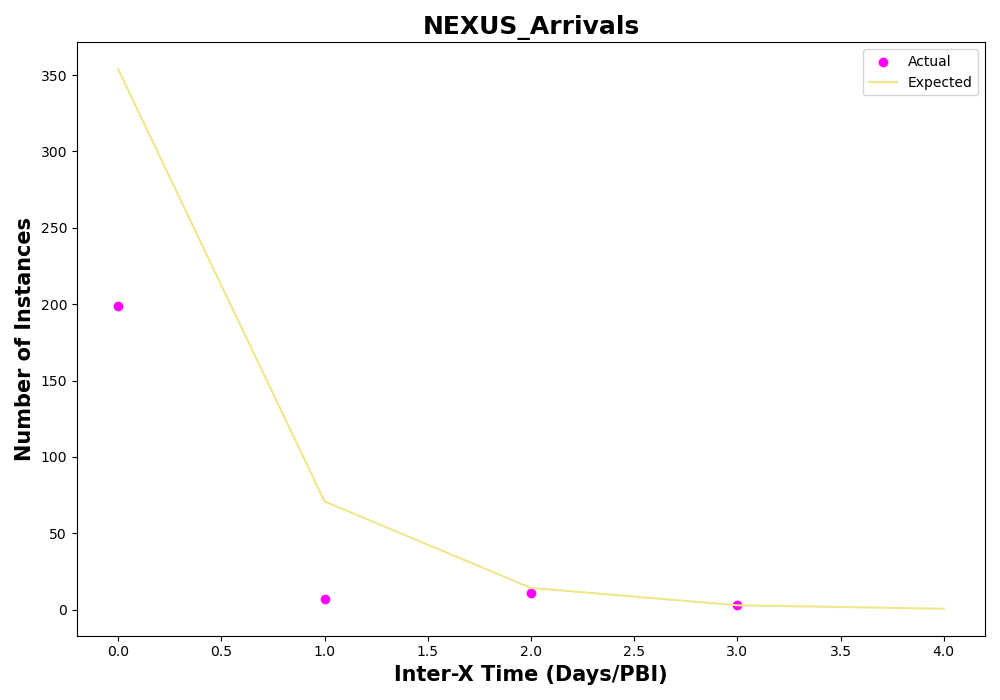 NEXUS_Arrivals
Actual
Expected
Number of Instances
350
300
250
200
150
100
50
0
0.0 0.5 1.0 1.5 2.0 2.5 3.0 3.5 4.0
Inter-X Time (Days/PBI)